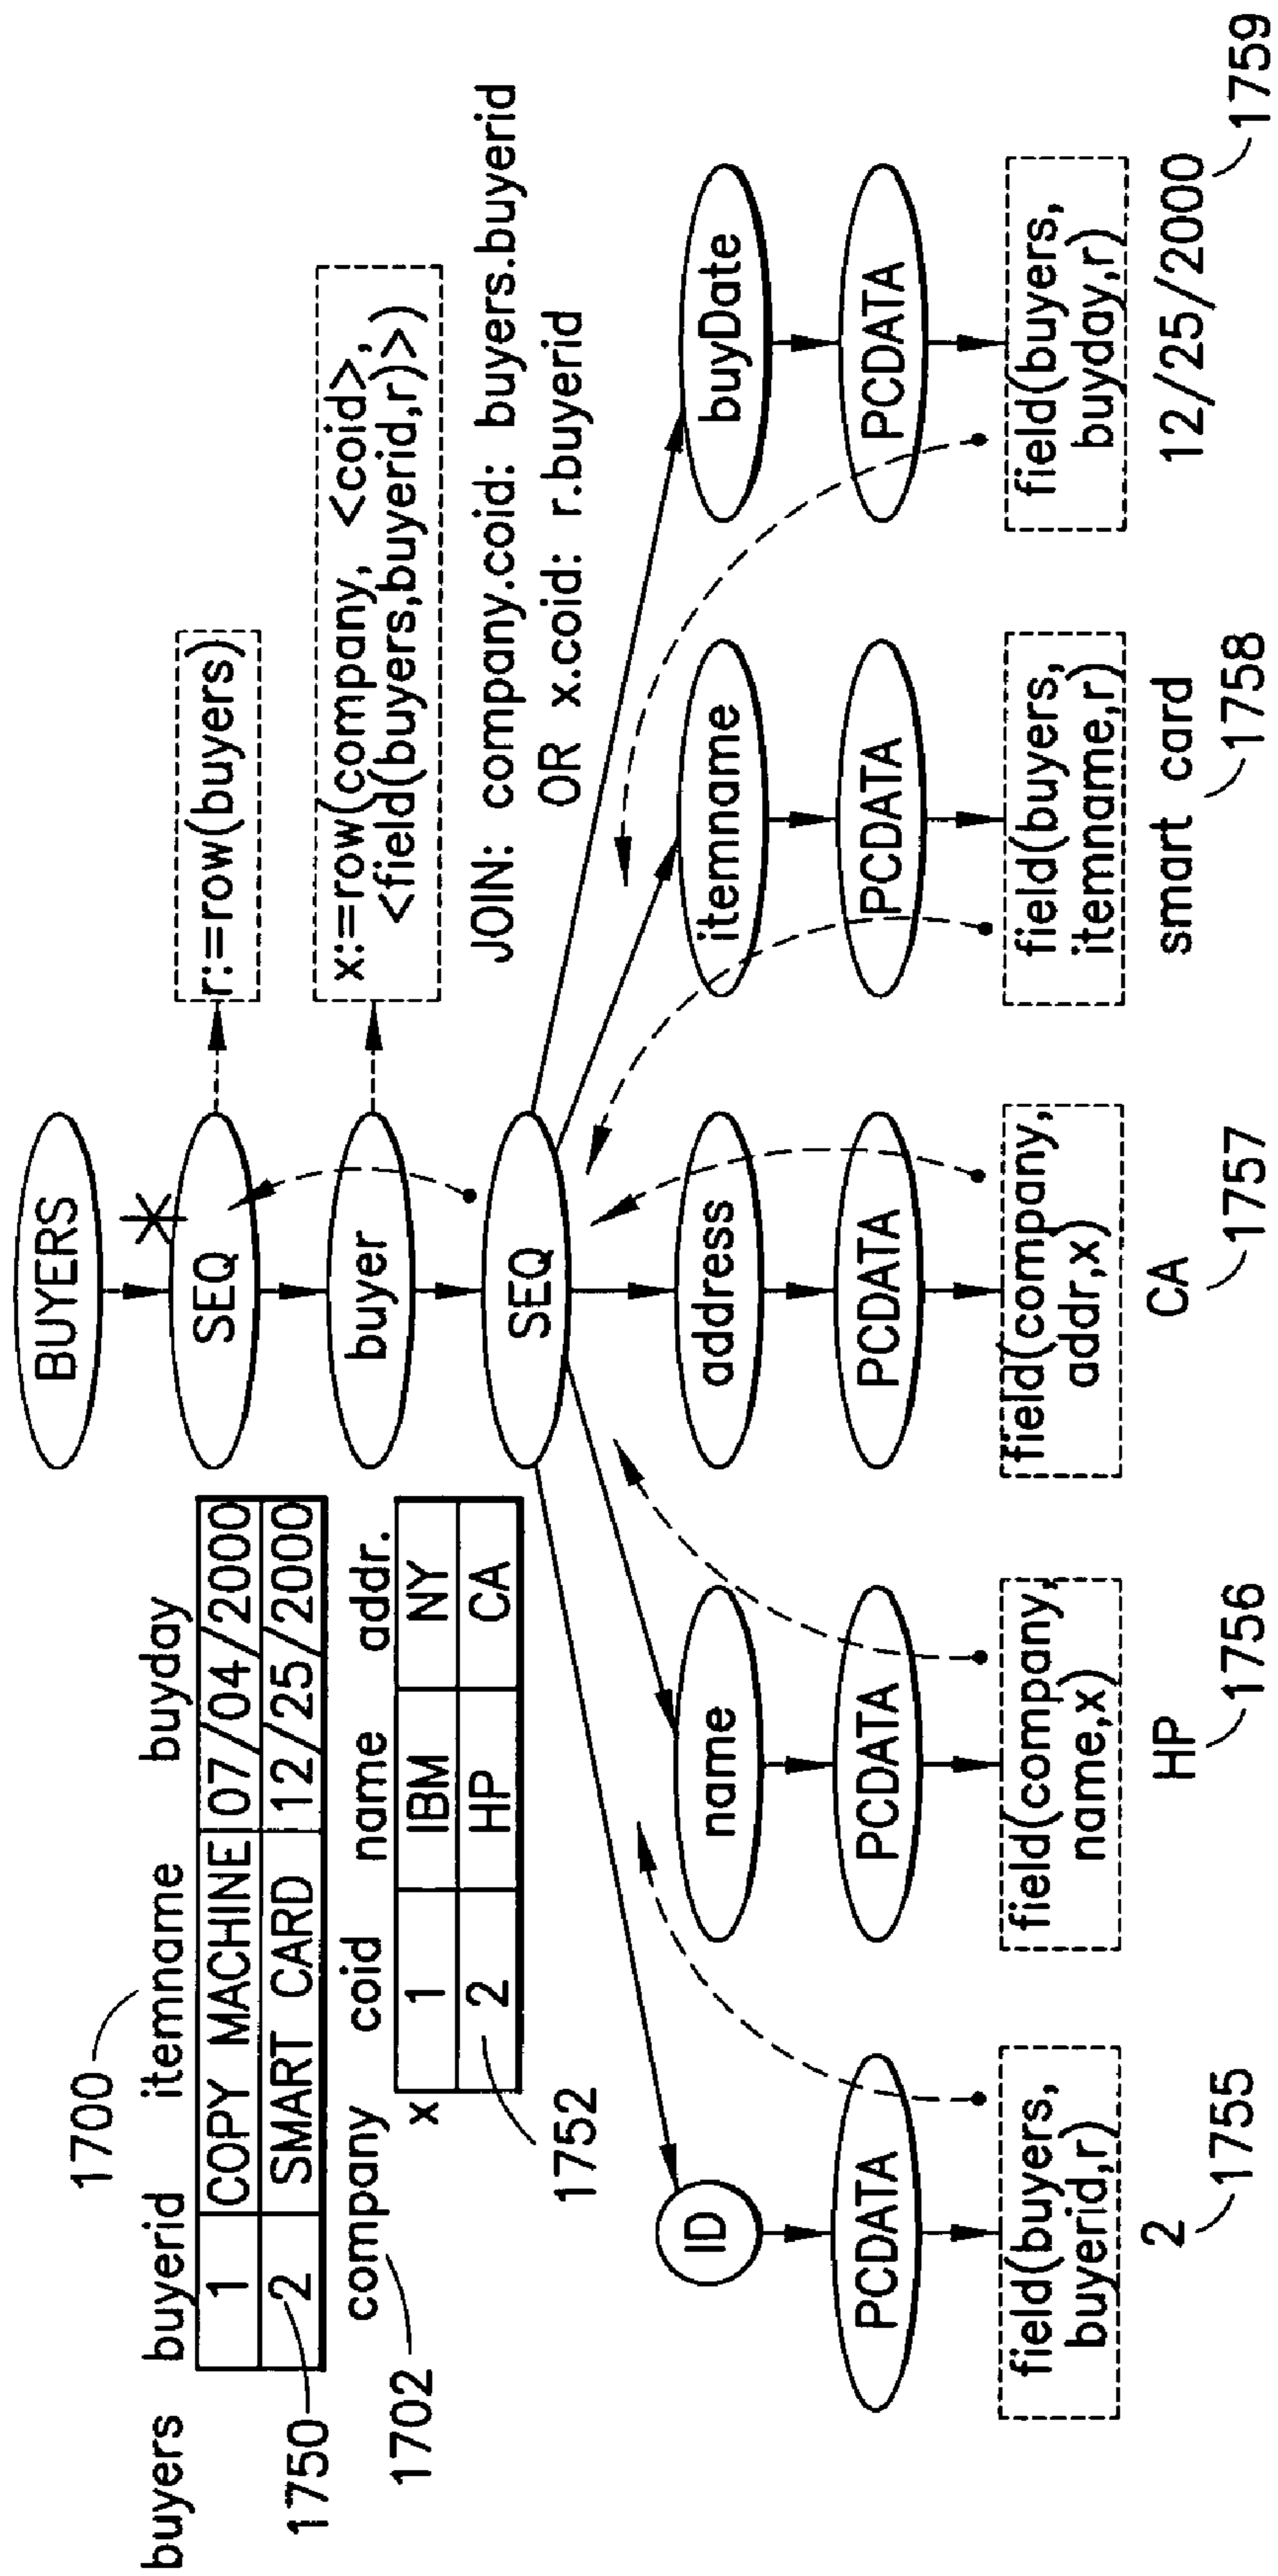 1700
buyers buyerid itemname buyday
1 COPY MACHINE 07/04/2000
2 SMART CARD 12/25/2000
1750
company coid name addr.
x 1 IBM NY
2 HP CA
1702
1752
BUYERS
*
SEQ
r:=row(buyers)
buyer
x:=row(company, <coid>,
<field(buyers,buyerid,r)>)
SEQ
JOIN: company.coid: buyers.buyerid
OR x.coid: r.buyerid
ID name address itemname buyDate
PCDATA PCDATA PCDATA PCDATA PCDATA
field(buyers,
buyerid,r)
field(company,
name,x)
field(company,
addr,x)
field(buyers,
itemname,r)
field(buyers,
buyday,r)
2 HP CA smart card 12/25/2000
1755 1756 1757 1758 1759